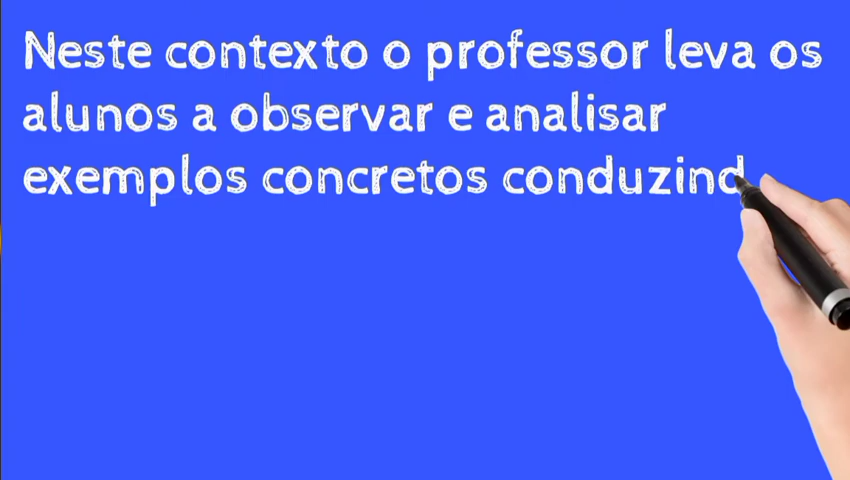 Neste contexto o professor leva os
alunos a observar e analisar
exemplos concretos conduzind